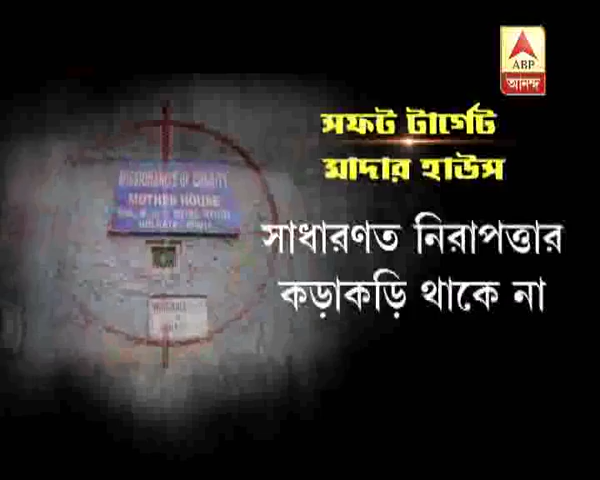 ABP
আনন্দ
সফট টার্গেট
মাদার হাউস
সাধারণত নিরাপত্তার
কড়াকড়ি থাকে না
MISSIONARIES OF CHARITY
MOTHER HOUSE